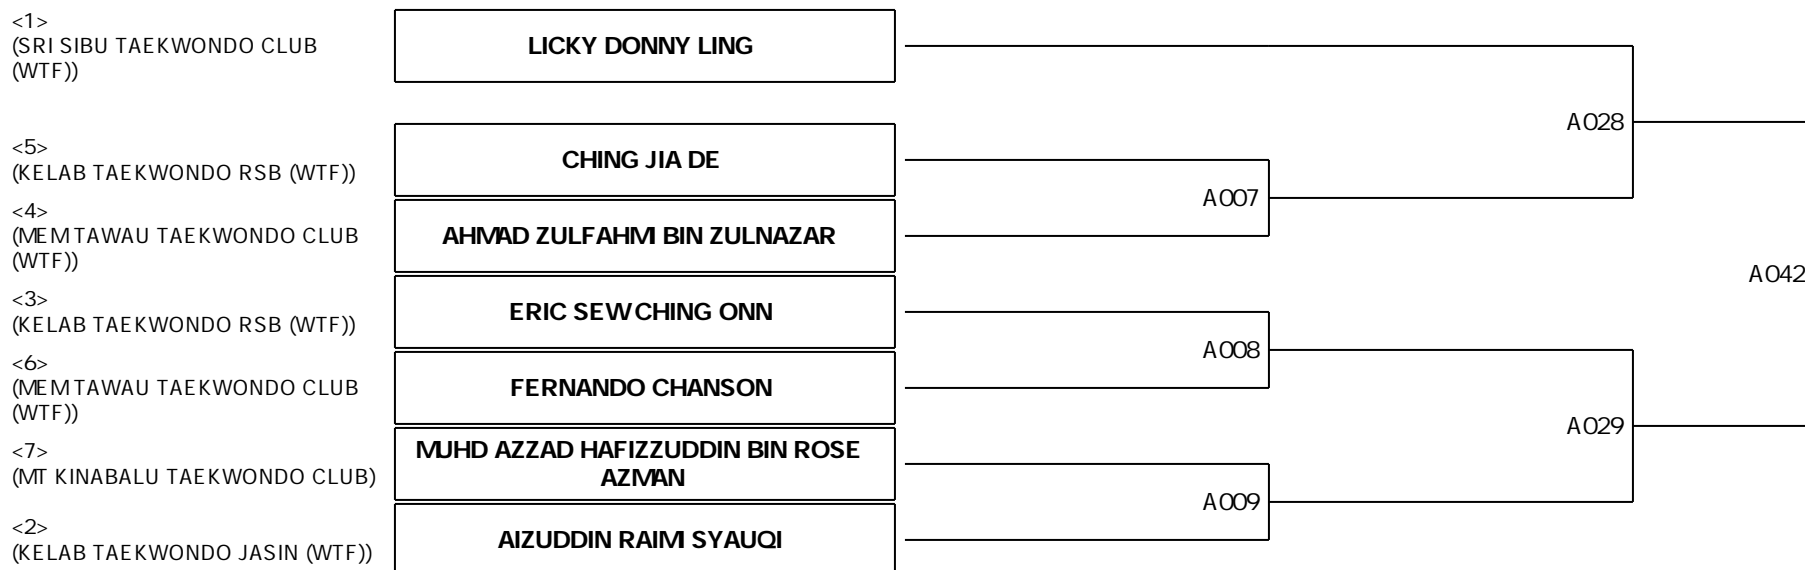 <1>
(SRI SIBU TAEKWONDO CLUB
(WTF))
LICKY DONNY LING
A028
<5>
(KELAB TAEKWONDO RSB (WTF))
CHING JIA DE
A007
<4>
(MEM TAWAU TAEKWONDO CLUB
(WTF))
AHMAD ZULFAHMI BIN ZULNAZAR
A042
<3>
(KELAB TAEKWONDO RSB (WTF))
ERIC SEW CHING ONN
A008
<6>
(MEM TAWAU TAEKWONDO CLUB
(WTF))
FERNANDO CHANSON
A029
<7>
(MT KINABALU TAEKWONDO CLUB)
MUHD AZZAD HAFIZZUDDIN BIN ROSE
AZMAN
A009
<2>
(KELAB TAEKWONDO JASIN (WTF))
AIZUDDIN RAIMI SYAUQI